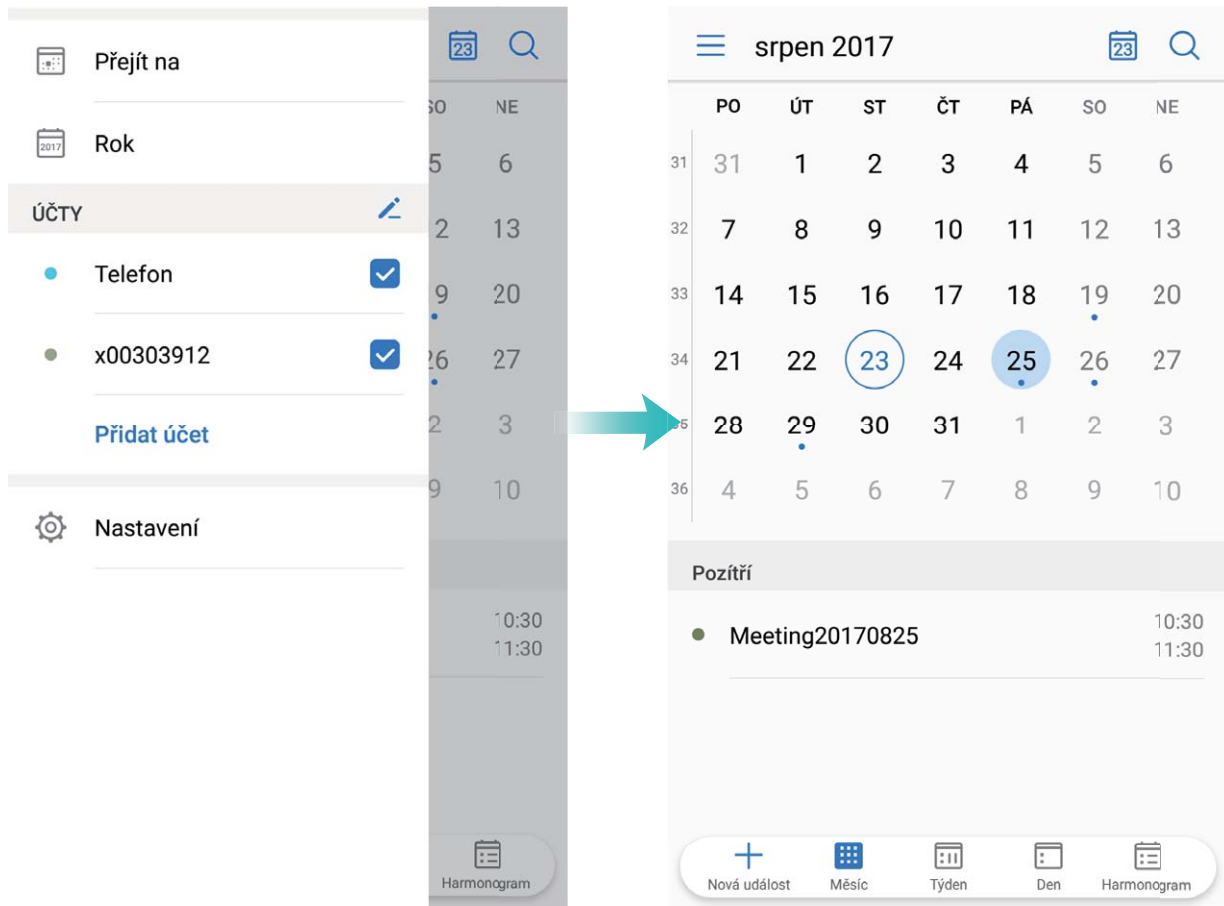 Přejít na
Rok
2017
ÚČTY
Telefon
x00303912
Přidat účet
Nastavení
23
SO NE
5 6
2 13
9 20
26 27
2 3
9 10
10:30
11:30
Harmonogram
srpen 2017
23
PO ÚT ST ČT PÁ SO NE
31 31 1 2 3 4 5 6
32 7 8 9 10 11 12 13
33 14 15 16 17 18 19 20
34 21 22 23 24 25 26 27
35 28 29 30 31 1 2 3
36 4 5 6 7 8 9 10
Pozítří
Meeting20170825
10:30
11:30
Nová událost Měsíc Týden Den Harmonogram